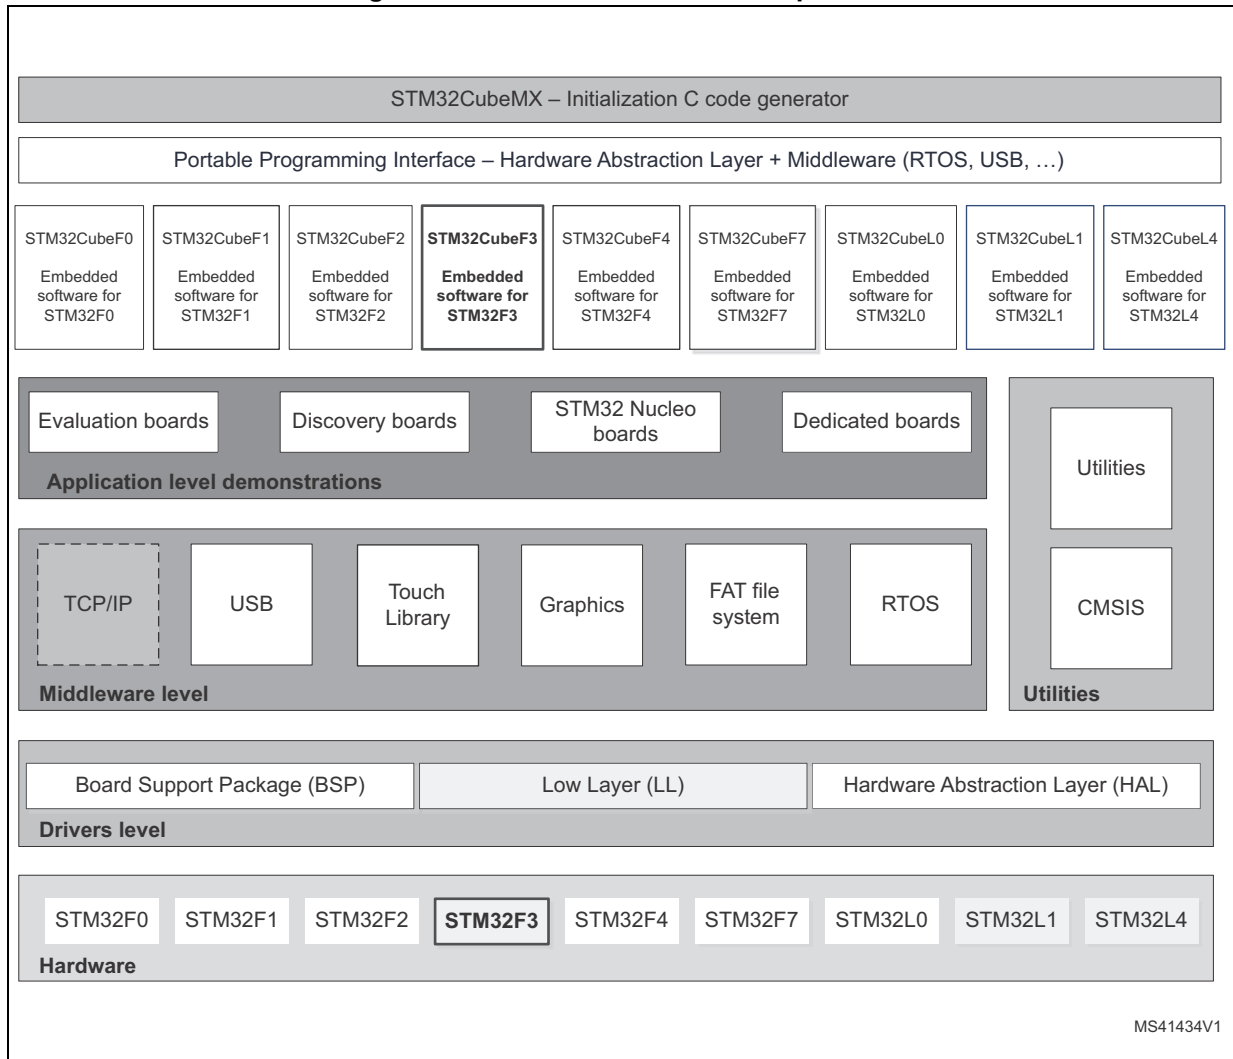 STM32CubeMX – Initialization C code generator
Portable Programming Interface – Hardware Abstraction Layer + Middleware (RTOS, USB, …)
STM32CubeF0
Embedded
software for
STM32F0
STM32CubeF1
Embedded
software for
STM32F1
STM32CubeF2
Embedded
software for
STM32F2
STM32CubeF3
Embedded
software for
STM32F3
STM32CubeF4
Embedded
software for
STM32F4
STM32CubeF7
Embedded
software for
STM32F7
STM32CubeL0
Embedded
software for
STM32L0
STM32CubeL1
Embedded
software for
STM32L1
STM32CubeL4
Embedded
software for
STM32L4
Evaluation boards
Discovery boards
STM32 Nucleo
boards
Dedicated boards
Application level demonstrations
TCP/IP
USB
Touch
Library
Graphics
FAT file
system
RTOS
Middleware level
Utilities
CMSIS
Utilities
Board Support Package (BSP)
Low Layer (LL)
Hardware Abstraction Layer (HAL)
Drivers level
STM32F0
STM32F1
STM32F2
STM32F3
STM32F4
STM32F7
STM32L0
STM32L1
STM32L4
Hardware
MS41434V1